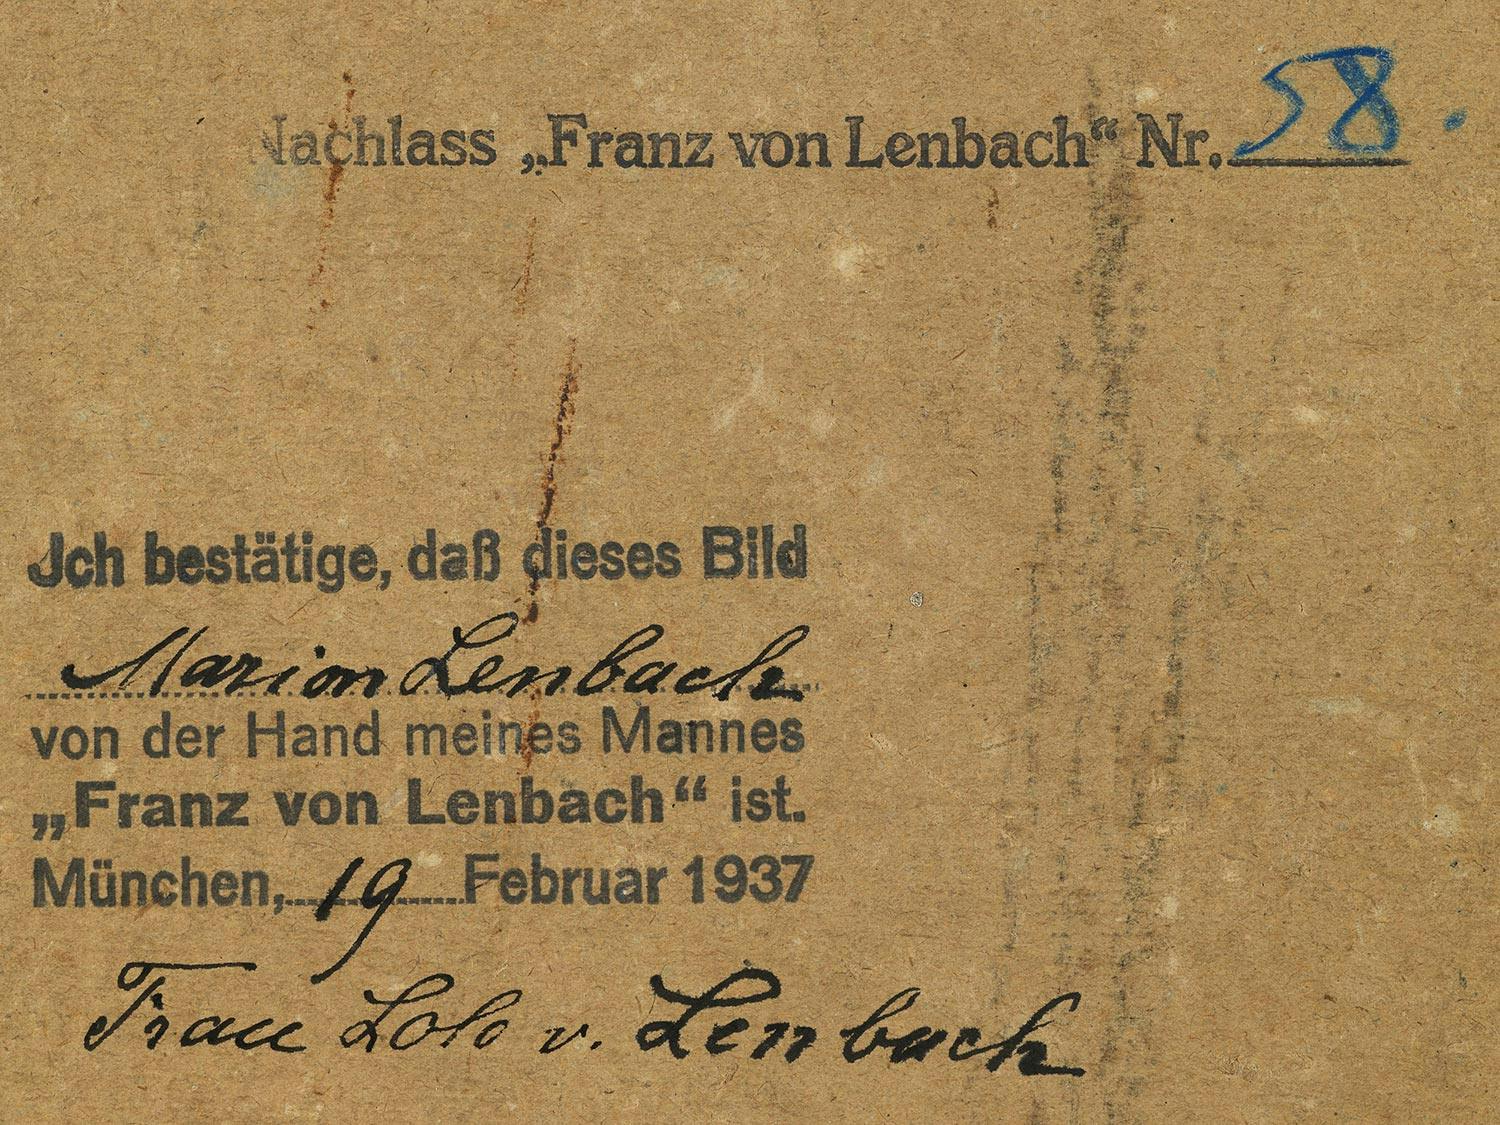 Nachlass „Franz von Lenbach“ Nr. 58.
Jch bestätige, daß dieses Bild
Marion Lenbach
von der Hand meines Mannes
„Franz von Lenbach“ ist.
München, 19 Februar 1937
Frau Lolo v. Lenbach